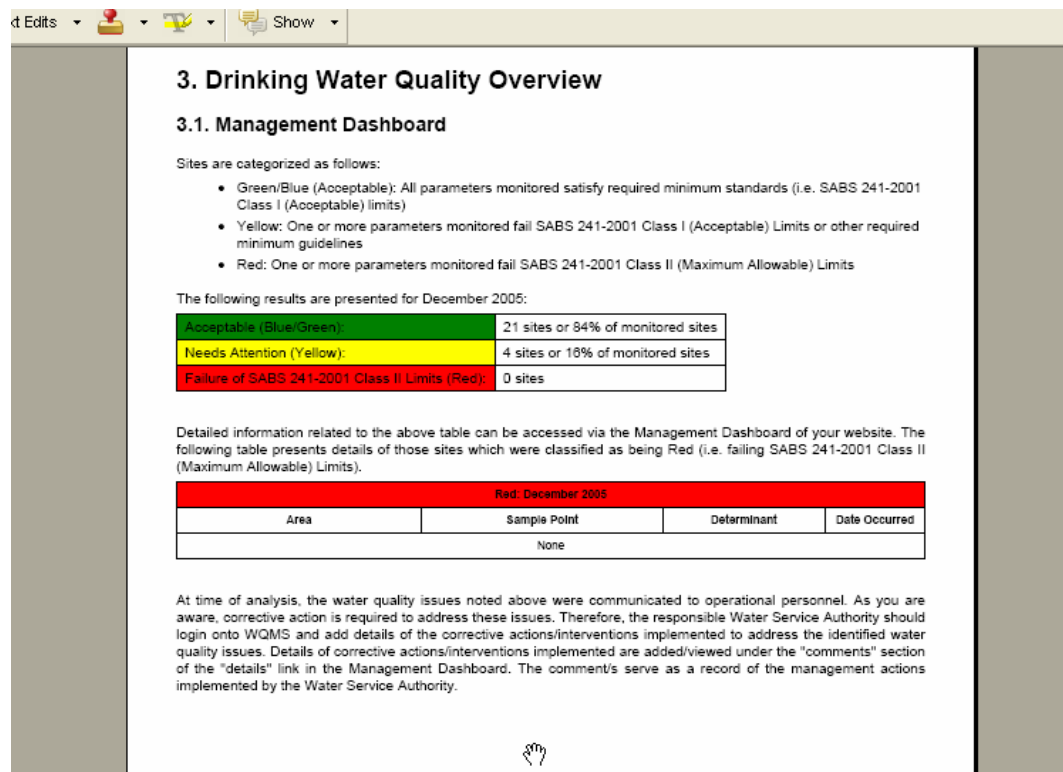 xt Edits
Show
3. Drinking Water Quality Overview
3.1. Management Dashboard
Sites are categorized as follows:
• Green/Blue (Acceptable): All parameters monitored satisfy required minimum standards (i.e. SABS 241-2001
Class I (Acceptable) limits)
• Yellow: One or more parameters monitored fail SABS 241-2001 Class I (Acceptable) Limits or other required
minimum guidelines
• Red: One or more parameters monitored fail SABS 241-2001 Class II (Maximum Allowable) Limits
The following results are presented for December 2005:
Acceptable (Blue/Green): 21 sites or 84% of monitored sites
Needs Attention (Yellow): 4 sites or 16% of monitored sites
Failure of SABS 241-2001 Class II Limits (Red): 0 sites
Detailed information related to the above table can be accessed via the Management Dashboard of your website. The
following table presents details of those sites which were classified as being Red (i.e. failing SABS 241-2001 Class II
(Maximum Allowable) Limits).
Red: December 2005
Area Sample Point Determinant Date Occurred
None
At time of analysis, the water quality issues noted above were communicated to operational personnel. As you are
aware, corrective action is required to address these issues. Therefore, the responsible Water Service Authority should
login onto WQMS and add details of the corrective actions/interventions implemented to address the identified water
quality issues. Details of corrective actions/interventions implemented are added/viewed under the "comments" section
of the "details" link in the Management Dashboard. The comment/s serve as a record of the management actions
implemented by the Water Service Authority.